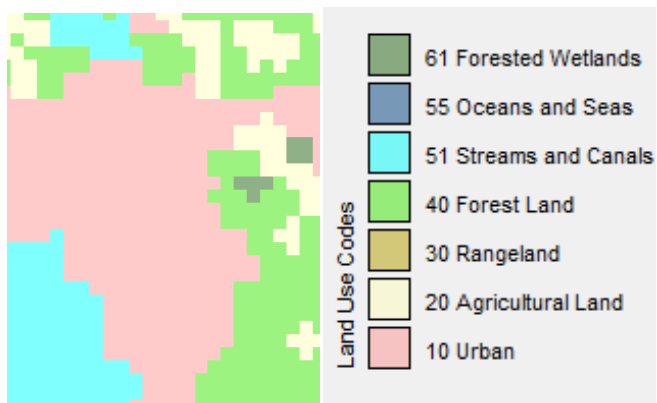 61 Forested Wetlands
55 Oceans and Seas
51 Streams and Canals
40 Forest Land
30 Rangeland
20 Agricultural Land
10 Urban
Land Use Codes